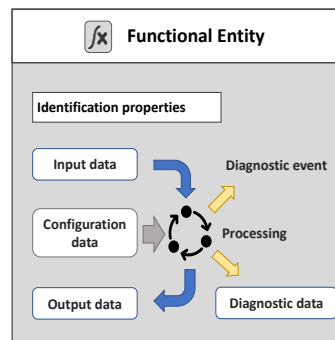 fx Functional Entity
Identification properties
Input data
Diagnostic event
Configuration
data
Processing
Output data
Diagnostic data